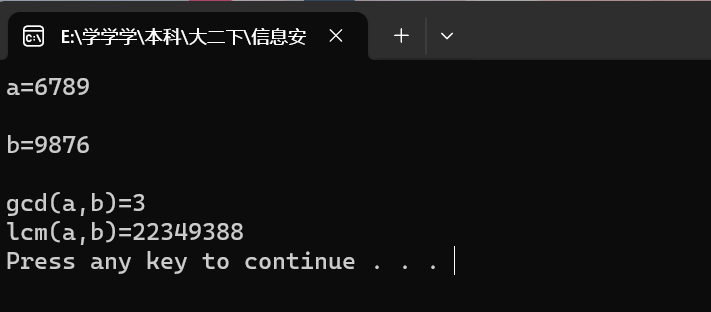 E:\学学学\本科\大二下\信息安
a=6789
b=9876
gcd(a,b)=3
lcm(a,b)=22349388
Press any key to continue . . .